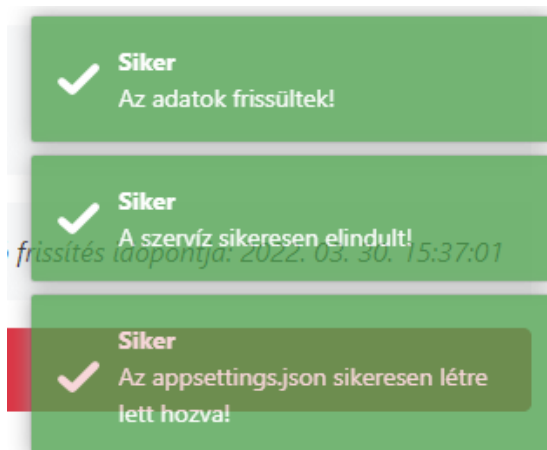 Siker
Az adatok frissültek!
Siker
A szervíz sikeresen elindult!
frissítés időpontja: 2022. 03. 30. 15:37:01
Siker
Az appsettings.json sikeresen létre
lett hozva!